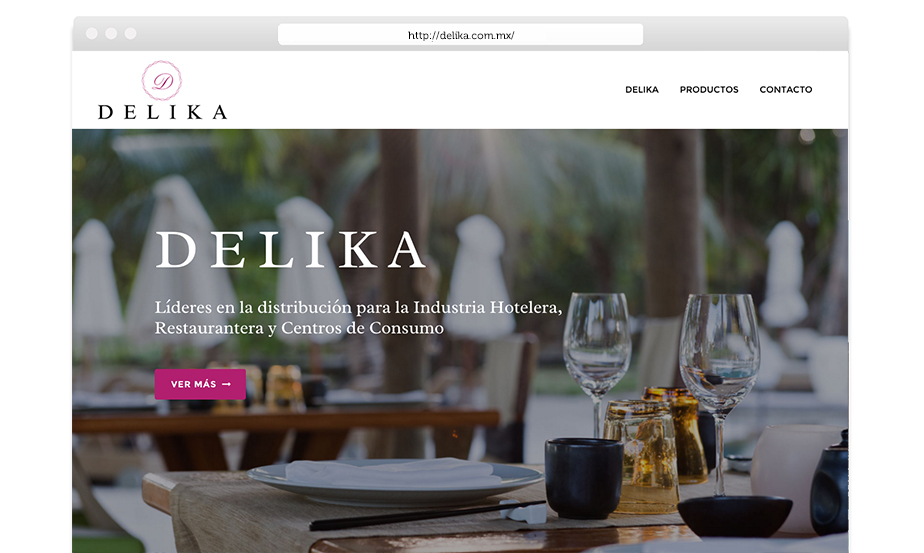 http://delika.com.mx/
D
DELIKA
DELIKA PRODUCTOS CONTACTO
DELIKA
Líderes en la distribución para la Industria Hotelera,
Restaurantera y Centros de Consumo
VER MÁS →